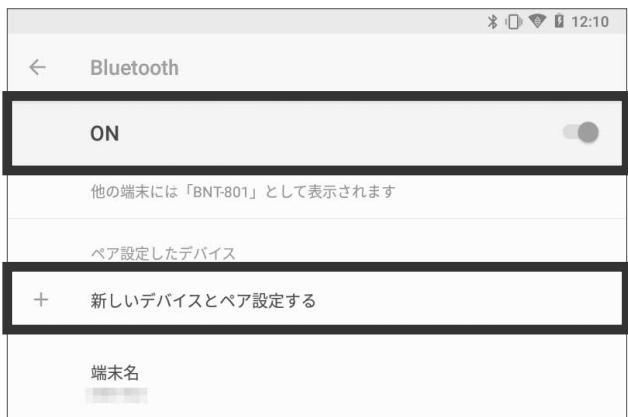 12:10
Bluetooth
ON
他の端末には「BNT-801」として表示されます
ペア設定したデバイス
新しいデバイスとペア設定する
端末名